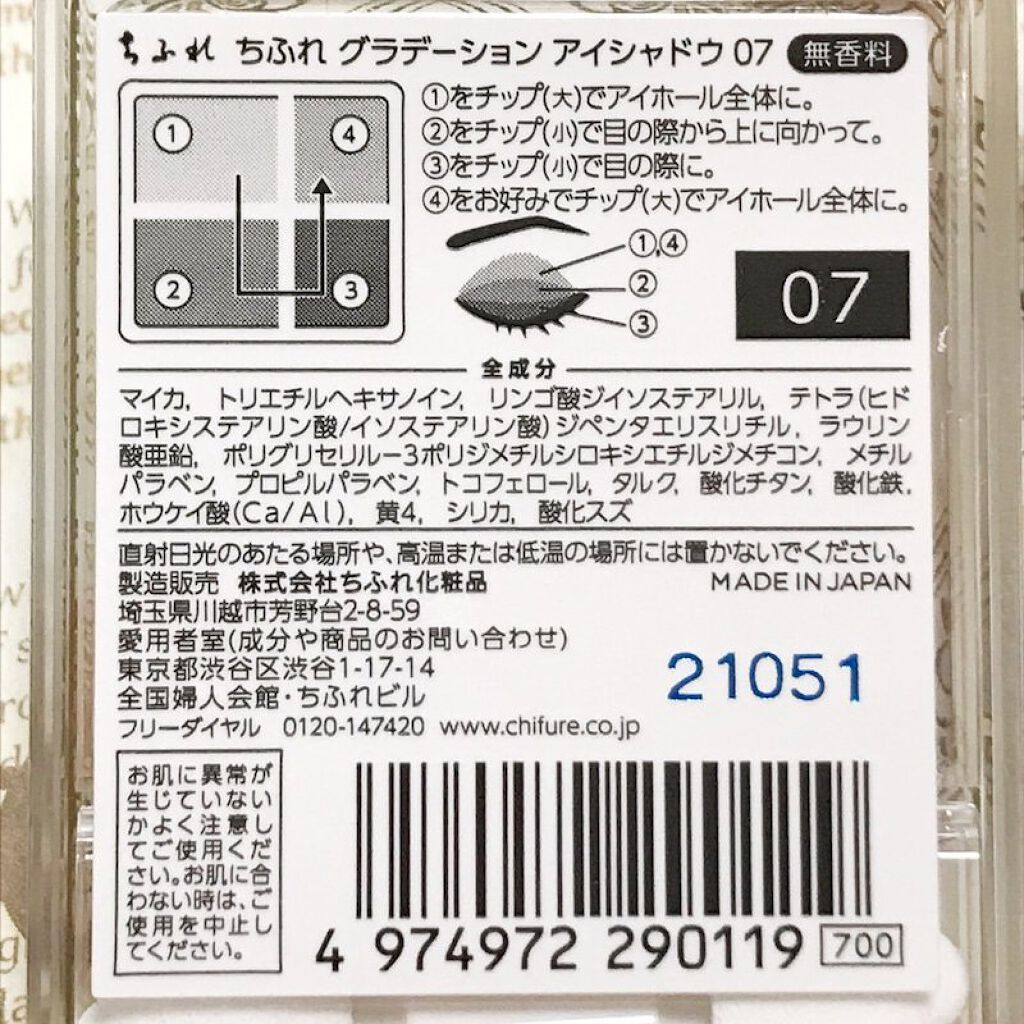 ちふれ ちふれ グラデーション アイシャドウ 07 無香料
①をチップ(大)でアイホール全体に。
②をチップ(小)で目の際から上に向かって。
③をチップ(小)で目の際に。
④をお好みでチップ(大)でアイホール全体に。
① ④
② ③
①,④
②
③
07
全成分
マイカ, トリエチルヘキサノイン, リンゴ酸ジイソステアリル, テトラ(ヒド
ロキシステアリン酸/イソステアリン酸)ジペンタエリスリチル, ラウリン
酸亜鉛, ポリグリセリル-3ポリジメチルシロキシエチルジメチコン, メチル
パラベン, プロピルパラベン, トコフェロール, タルク, 酸化チタン, 酸化鉄,
ホウケイ酸(Ca/Al), 黄4, シリカ, 酸化スズ
直射日光のあたる場所や、高温または低温の場所には置かないでください。
製造販売 株式会社ちふれ化粧品 MADE IN JAPAN
埼玉県川越市芳野台2-8-59
愛用者室(成分や商品のお問い合わせ)
東京都渋谷区渋谷1-17-14
全国婦人会館・ちふれビル
フリーダイヤル 0120-147420 www.chifure.co.jp
21051
お肌に異常が
生じていない
かよく注意し
てご使用くだ
さい。お肌に合
わない時は、ご
使用を中止し
てください。
4 974972 290119 700